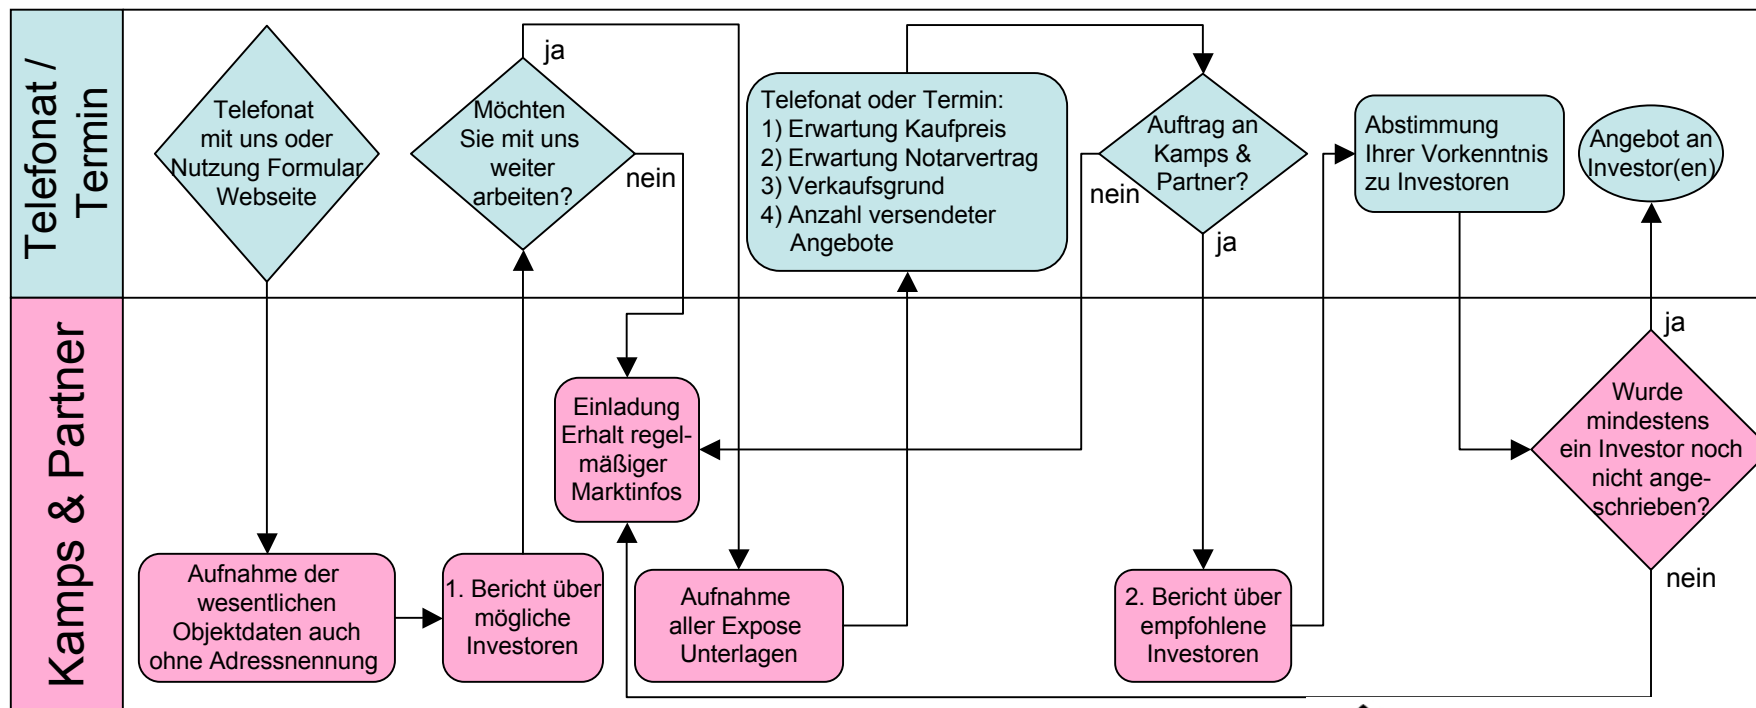 Telefonat /
Termin
Telefonat
mit uns oder
Nutzung Formular
Webseite
Möchten
Sie mit uns
weiter
arbeiten?
ja
nein
Telefonat oder Termin:
1) Erwartung Kaufpreis
2) Erwartung Notarvertrag
3) Verkaufsgrund
4) Anzahl versendeter
Angebote
Auftrag an
Kamps &
Partner?
nein
ja
Abstimmung
Ihrer Vorkenntnis
zu Investoren
Angebot an
Investor(en)
Kamps & Partner
Aufnahme der
wesentlichen
Objektdaten auch
ohne Adressnennung
1. Bericht über
mögliche
Investoren
Einladung
Erhalt regel-
mäßiger
Marktinfos
Aufnahme
aller Expose
Unterlagen
2. Bericht über
empfohlene
Investoren
ja
Wurde
mindestens
ein Investor noch
nicht ange-
schrieben?
nein